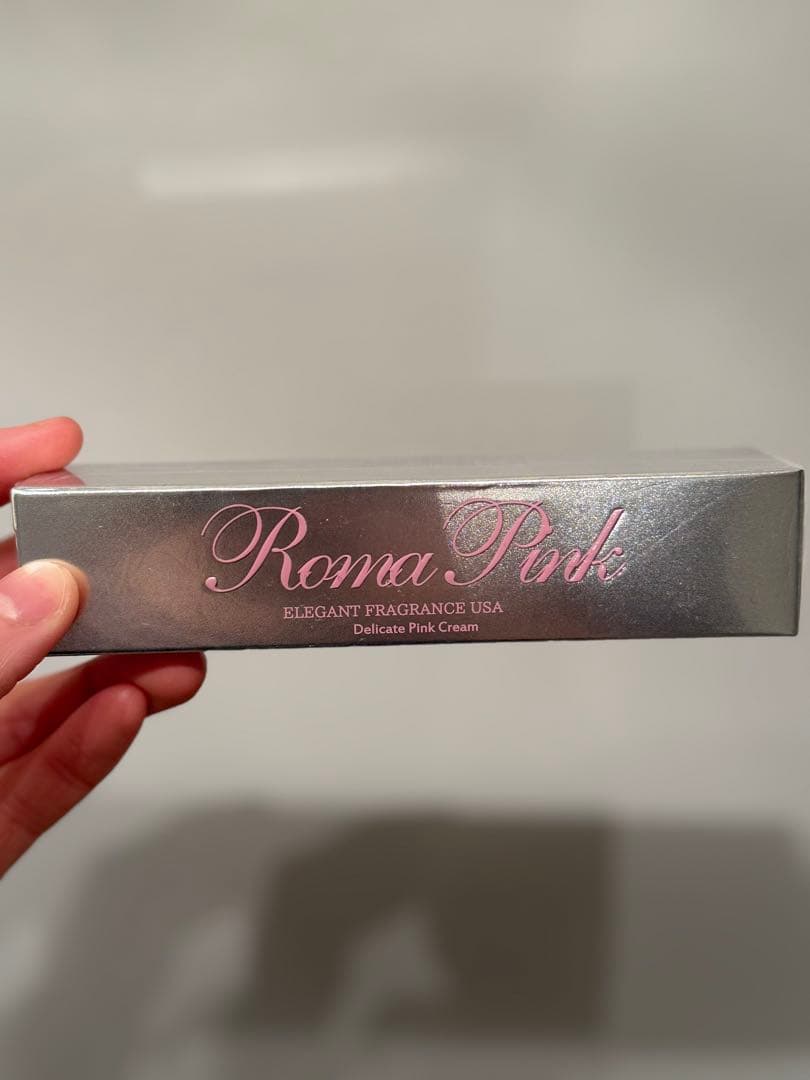 Roma Pink
ELEGANT FRAGRANCE USA
Delicate Pink Cream